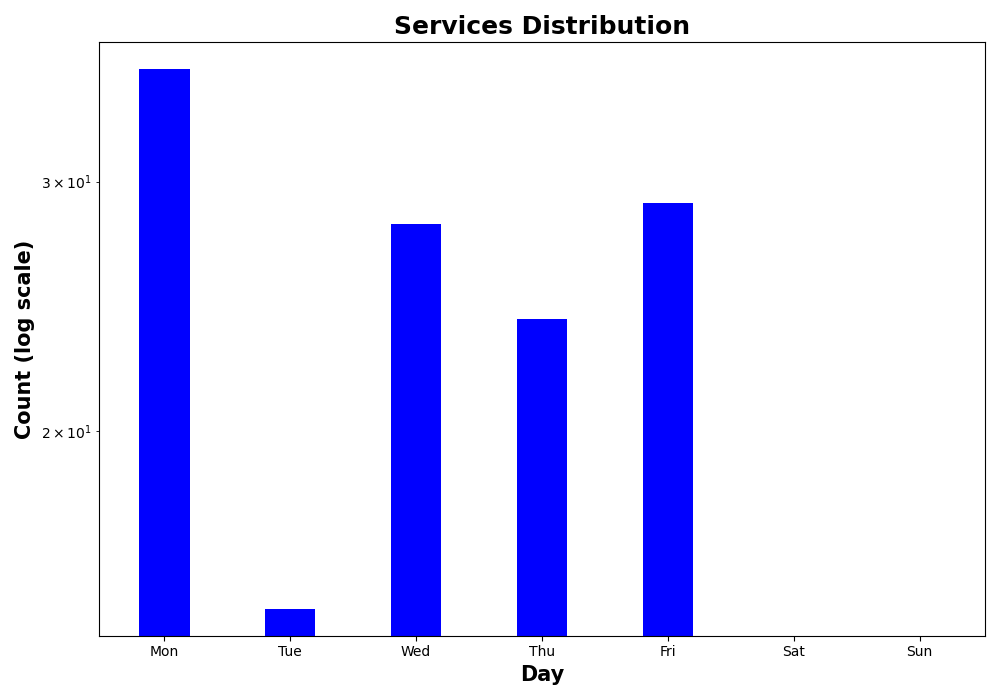 Services Distribution
Count (log scale)
3 × 10¹
2 × 10¹
Mon Tue Wed Thu Fri Sat Sun
Day